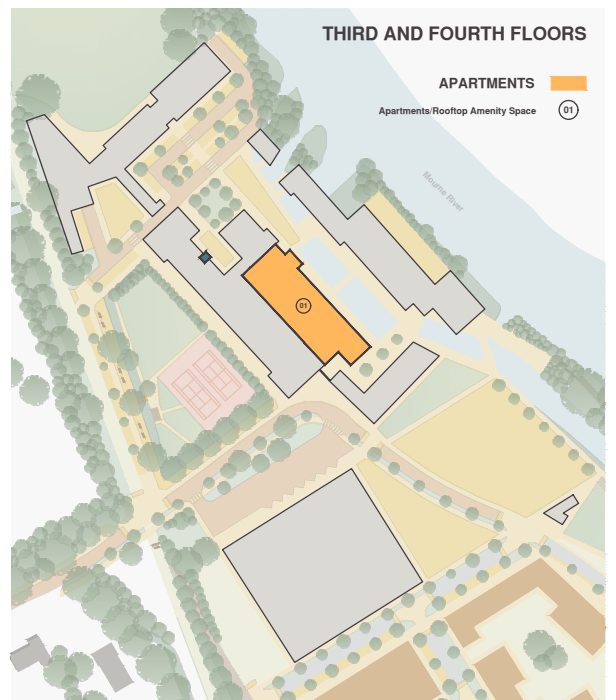 THIRD AND FOURTH FLOORS
APARTMENTS
Apartments/Rooftop Amenity Space
01
Mourne River
01